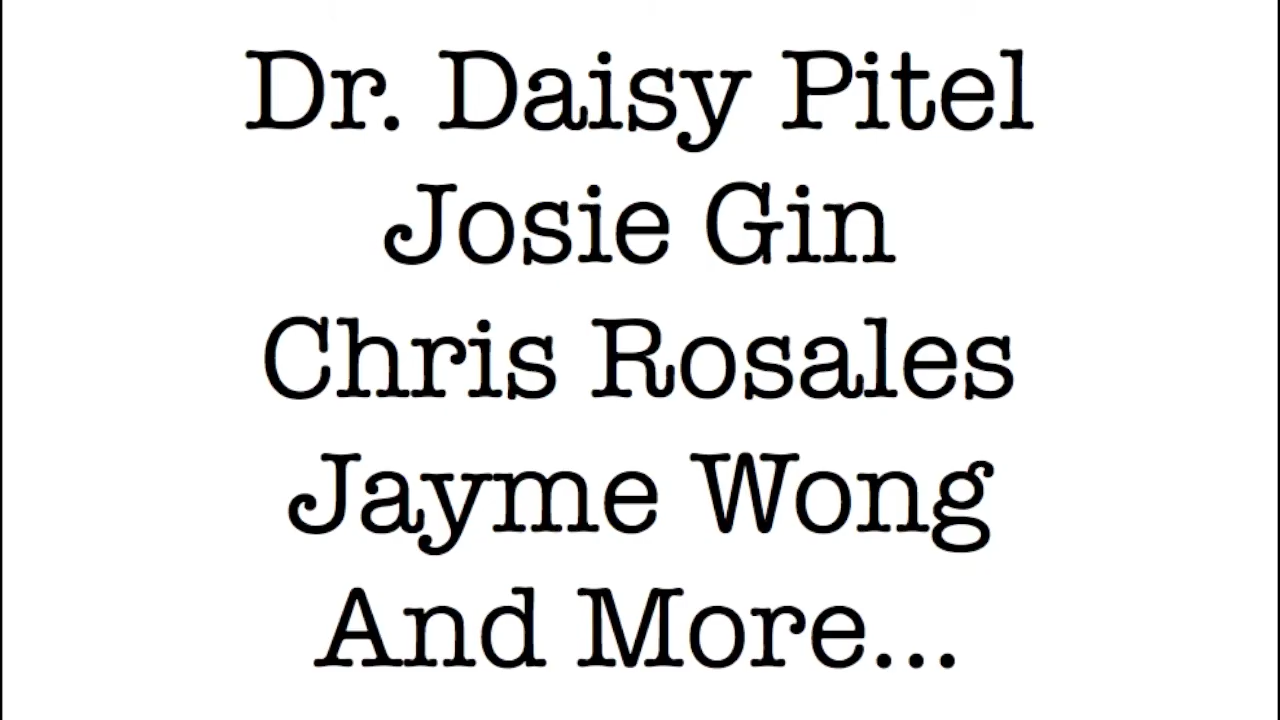 Dr. Daisy Pitel
Josie Gin
Chris Rosales
Jayme Wong
And More...